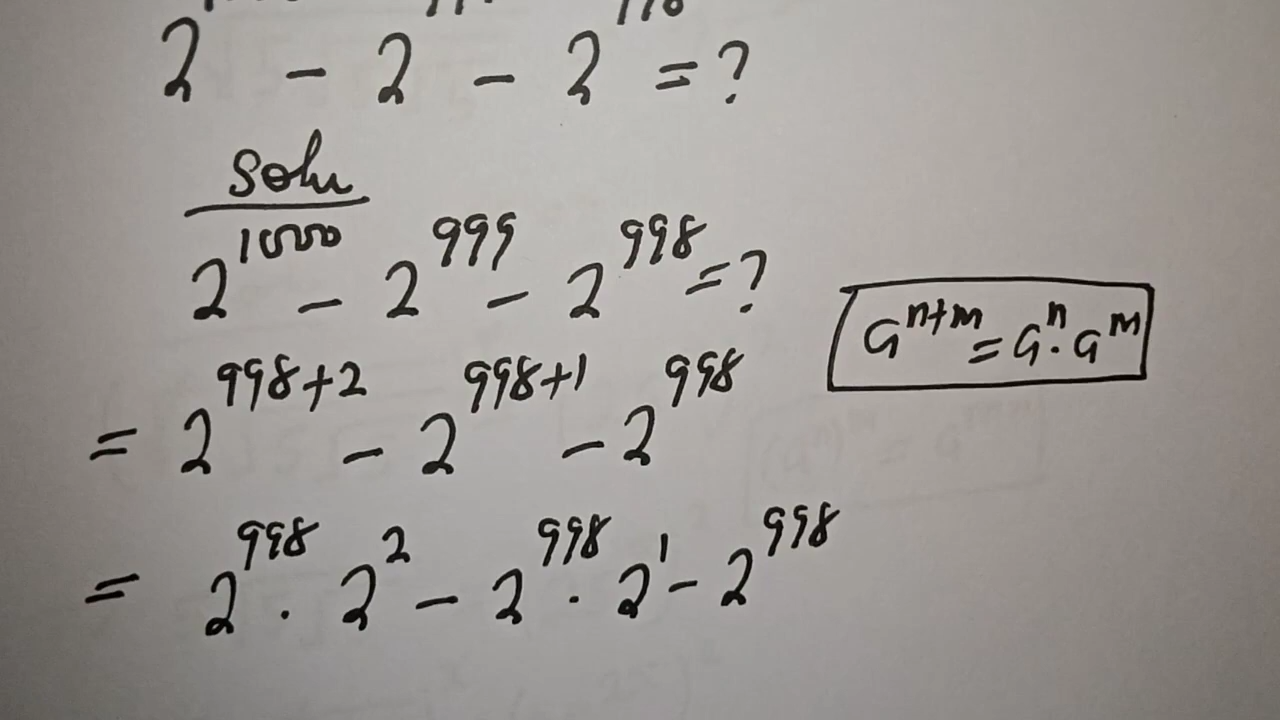 2 - 2 - 2 = ?
Solu
2^1000 - 2^999 - 2^998 = ?
a^n+m = a^n . a^m
= 2^998+2 - 2^998+1 - 2^998
= 2^998 . 2^2 - 2^998 . 2^1 - 2^998